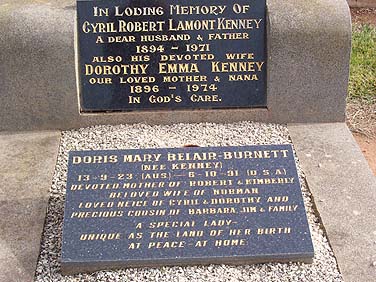 In Loving Memory Of
Cyril Robert Lamont Kenney
A dear husband & father
1894 - 1971
Also his devoted wife
Dorothy Emma Kenney
Our loved mother & nana
1896 - 1974
In God's care.
Doris Mary Belair-Burnett
(nee Kenney)
13-9-23 (Aus) - 6-10-91 (U.S.A)
Devoted mother of Robert & Kimberly
Beloved wife of Norman
Loved neice of Cyril & Dorothy and
precious cousin of Barbara, Jim & family
A special lady-
Unique as the land of her birth
at peace-at home